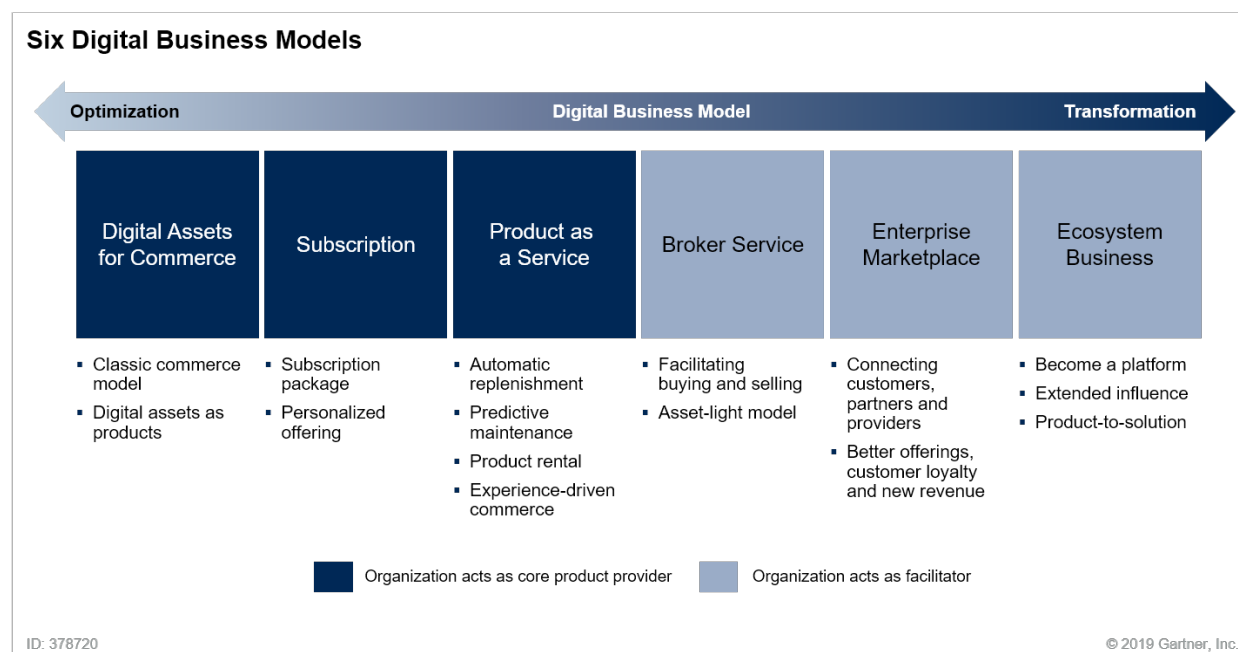 Six Digital Business Models
Optimization
Digital Business Model
Transformation
Digital Assets
for Commerce
Subscription
Product as
a Service
Broker Service
Enterprise
Marketplace
Ecosystem
Business
▪ Classic commerce
model
▪ Digital assets as
products
▪ Subscription
package
▪ Personalized
offering
▪ Automatic
replenishment
▪ Predictive
maintenance
▪ Product rental
▪ Experience-driven
commerce
▪ Facilitating
buying and selling
▪ Asset-light model
▪ Connecting
customers,
partners and
providers
▪ Better offerings,
customer loyalty
and new revenue
▪ Become a platform
▪ Extended influence
▪ Product-to-solution
Organization acts as core product provider
Organization acts as facilitator
ID: 378720
© 2019 Gartner, Inc.